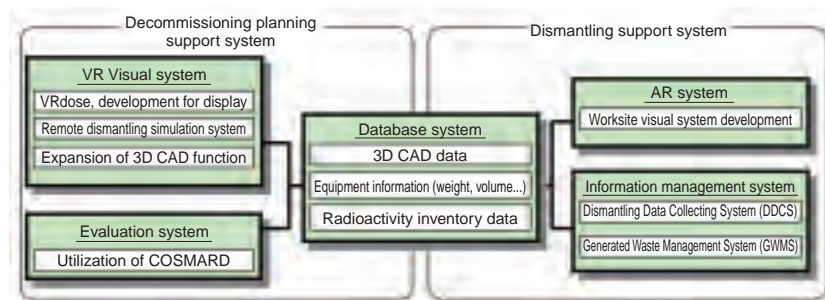 Decommissioning planning
support system
Dismantling support system
VR Visual system
VRdose, development for display
Remote dismantling simulation system
Expansion of 3D CAD function
Evaluation system
Utilization of COSMARD
Database system
3D CAD data
Equipment information (weight, volume...)
Radioactivity inventory data
AR system
Worksite visual system development
Information management system
Dismantling Data Collecting System (DDCS)
Generated Waste Management System (GWMS)